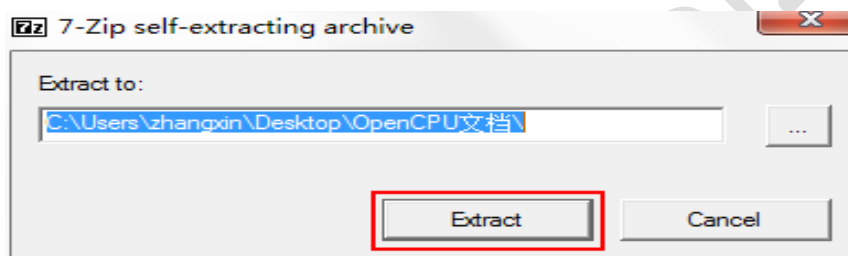 7-Zip self-extracting archive
Extract to:
C:\Users\zhangxin\Desktop\OpenCPU文档\
...
Extract
Cancel